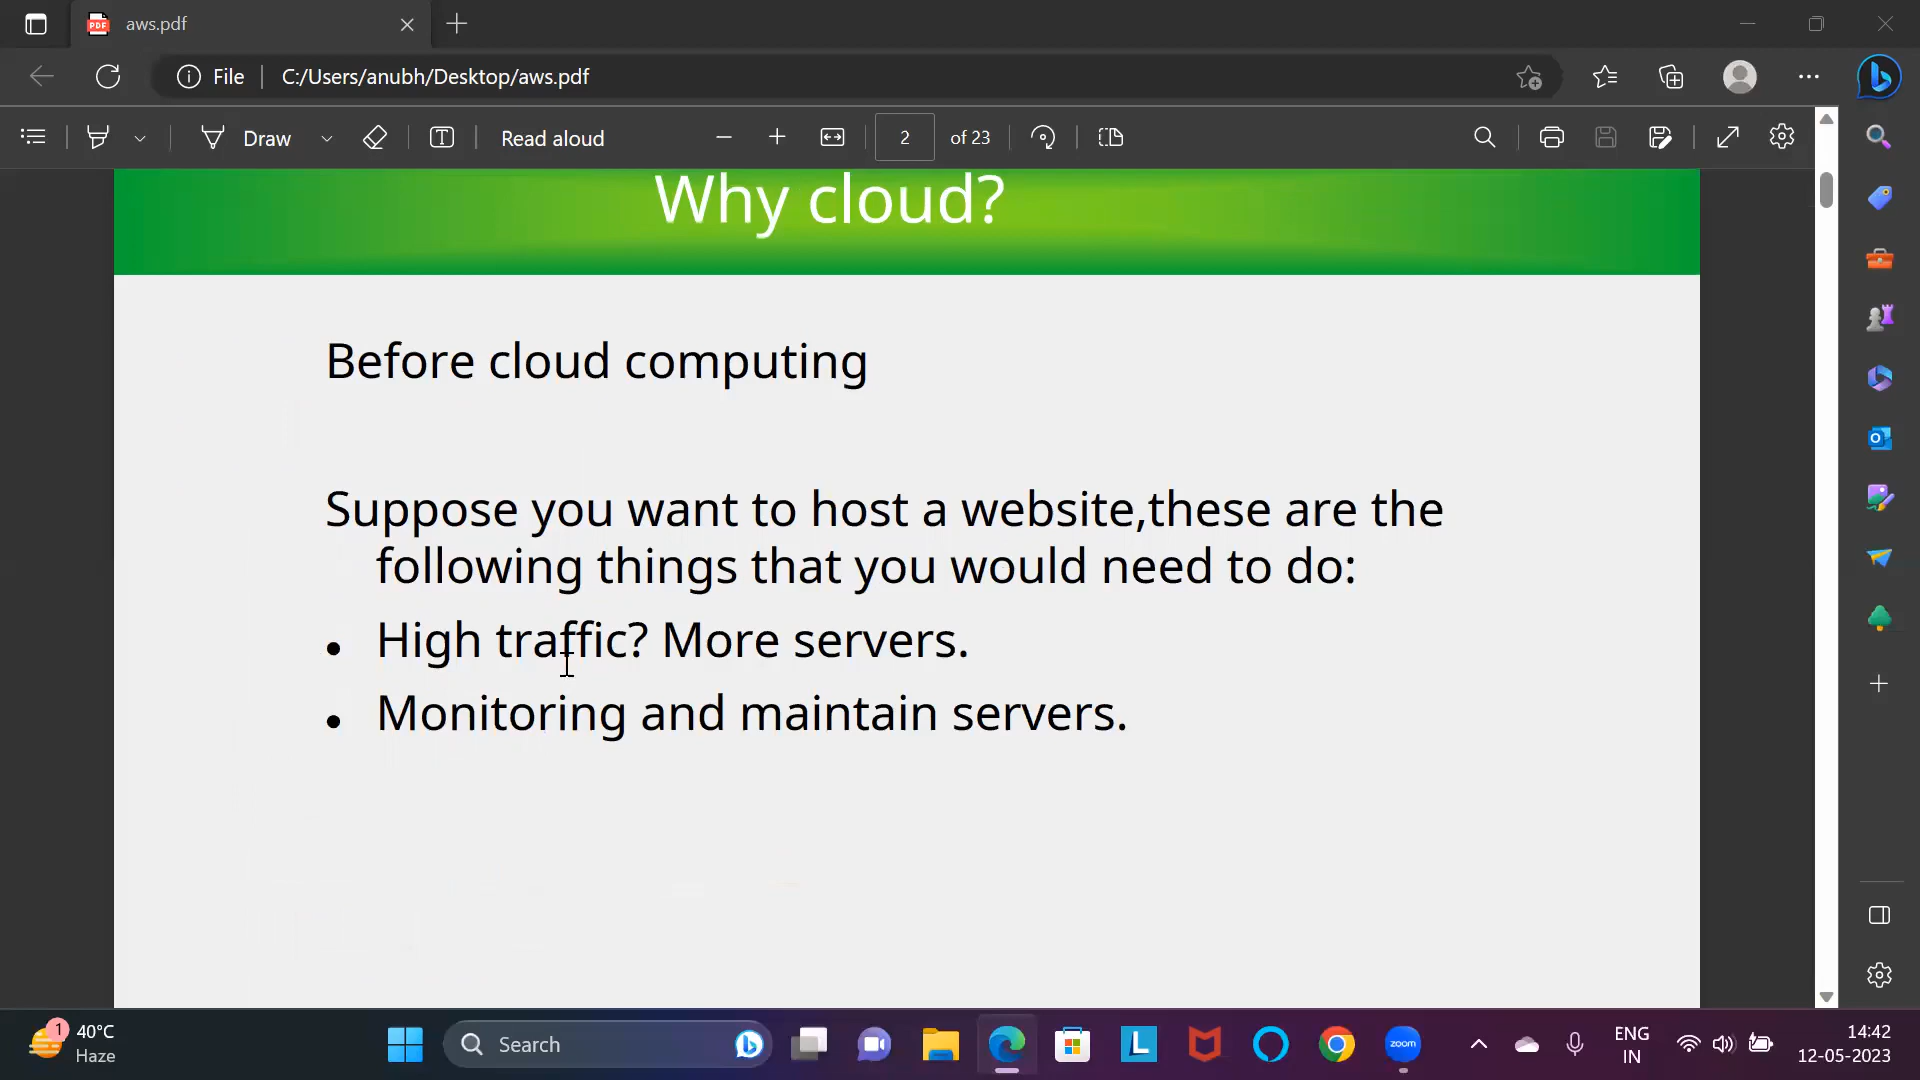 aws.pdf
File
C:/Users/anubh/Desktop/aws.pdf
Draw
Read aloud
2
of 23
Why cloud?
Before cloud computing
Suppose you want to host a website,these are the
following things that you would need to do:
• High traffic? More servers.
• Monitoring and maintain servers.
1
40°C
Haze
Search
L
zoom
ENG
IN
14:42
12-05-2023